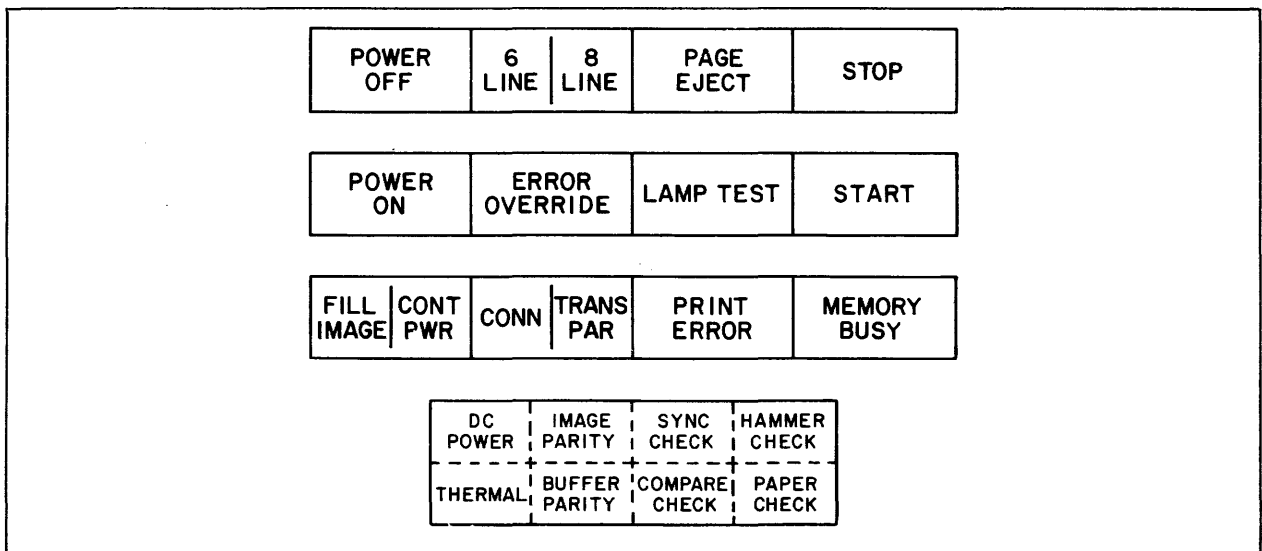 POWER OFF
6 LINE
8 LINE
PAGE EJECT
STOP
POWER ON
ERROR OVERRIDE
LAMP TEST
START
FILL IMAGE
CONT PWR
CONN
TRANS PAR
PRINT ERROR
MEMORY BUSY
DC POWER
IMAGE PARITY
SYNC CHECK
HAMMER CHECK
THERMAL
BUFFER PARITY
COMPARE CHECK
PAPER CHECK